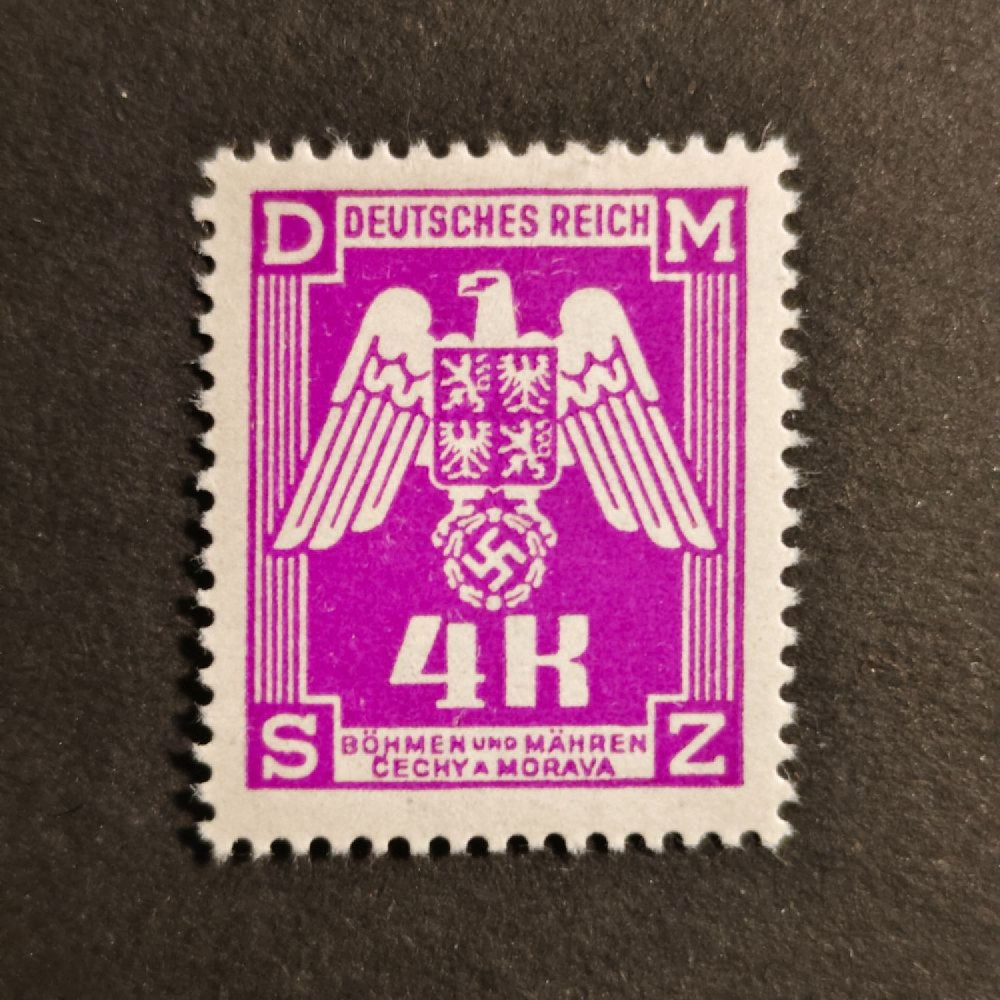 D DEUTSCHES REICH M
4K
S BÖHMEN UND MÄHREN Z
ČECHY A MORAVA